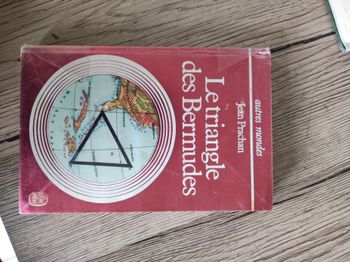 autres mondes
Jean Prachan
Le triangle
des Bermudes